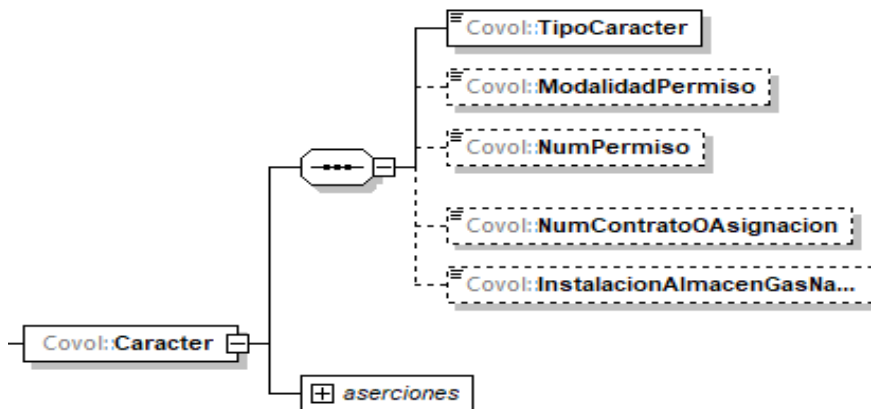 Covol::TipoCaracter
Covol::ModalidadPermiso
Covol::NumPermiso
Covol::NumContratoOAsignacion
Covol::InstalacionAlmacenGasNa...
Covol::Caracter
aserciones